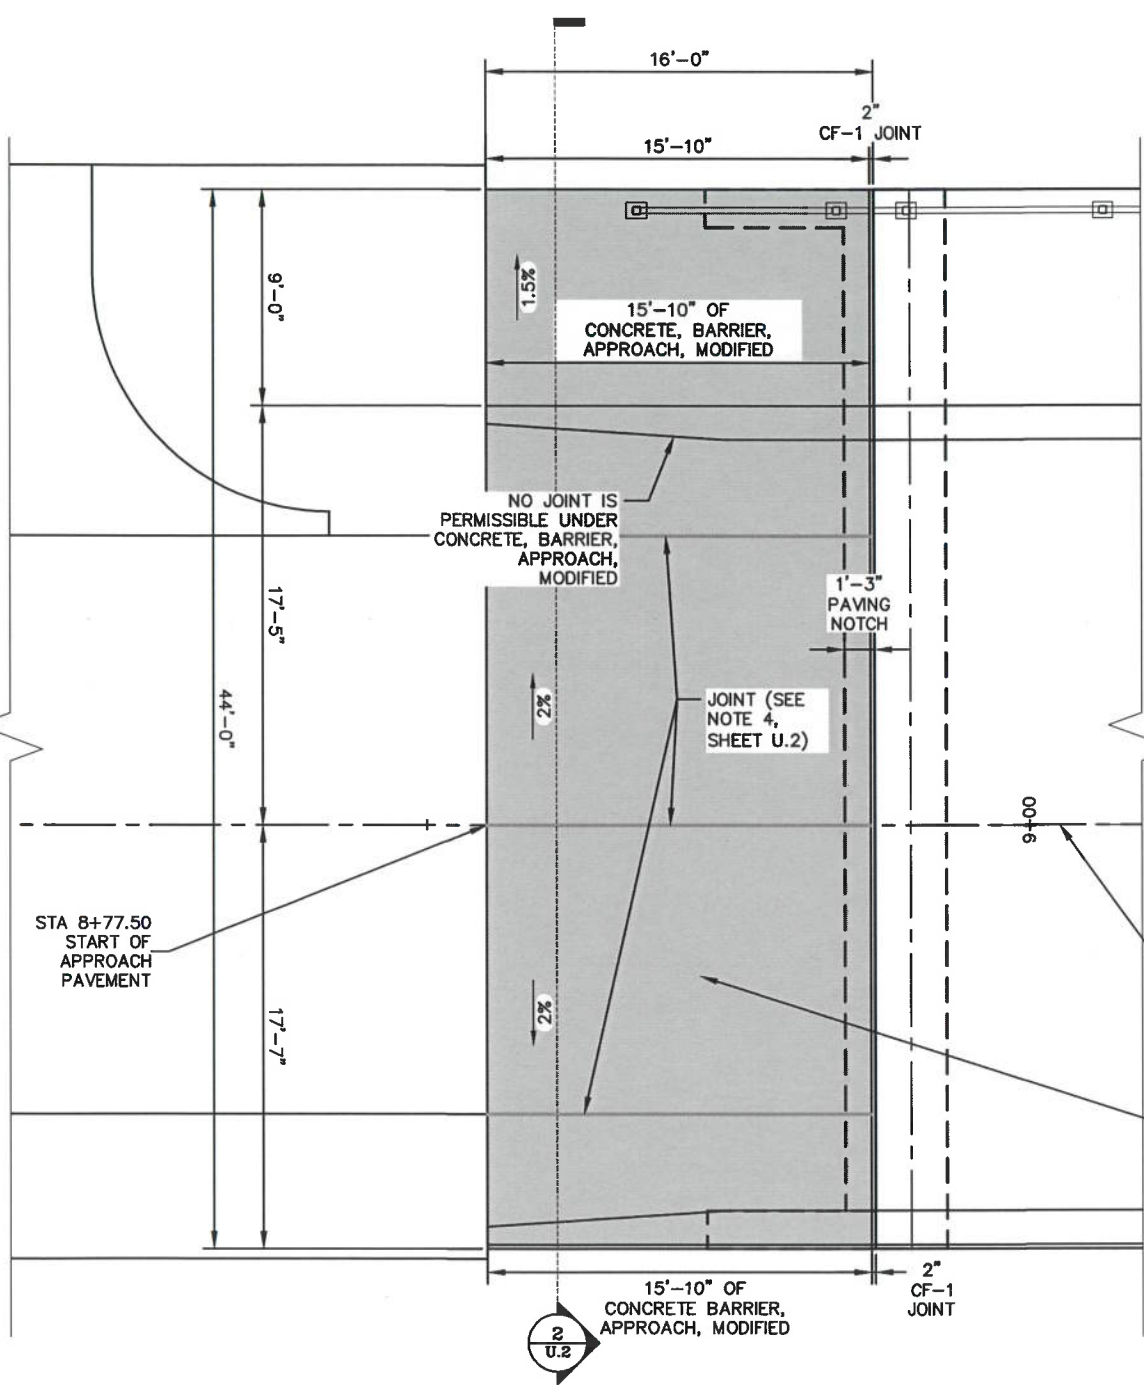 16'-0"
2"
CF-1 JOINT
15'-10"
9'-0"
1.5%
15'-10" OF
CONCRETE, BARRIER,
APPROACH, MODIFIED
NO JOINT IS
PERMISSIBLE UNDER
CONCRETE, BARRIER,
APPROACH,
MODIFIED
1'-3"
PAVING
NOTCH
17'-5"
44'-0"
2%
JOINT (SEE
NOTE 4,
SHEET U.2)
9+00
STA 8+77.50
START OF
APPROACH
PAVEMENT
2%
17'-7"
15'-10" OF
CONCRETE BARRIER,
APPROACH, MODIFIED
2"
CF-1
JOINT
2
U.2